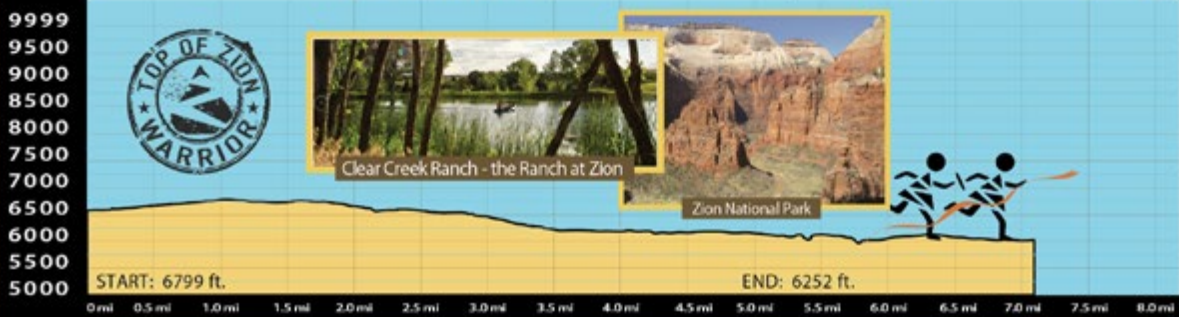 9999
9500
9000
8500
8000
7500
7000
6500
6000
5500
5000
TOP OF ZION
WARRIOR
Clear Creek Ranch - the Ranch at Zion
Zion National Park
START: 6799 ft.
END: 6252 ft.
0 mi 0.5 mi 1.0 mi 1.5 mi 2.0 mi 2.5 mi 3.0 mi 3.5 mi 4.0 mi 4.5 mi 5.0 mi 5.5 mi 6.0 mi 6.5 mi 7.0 mi 7.5 mi 8.0 mi